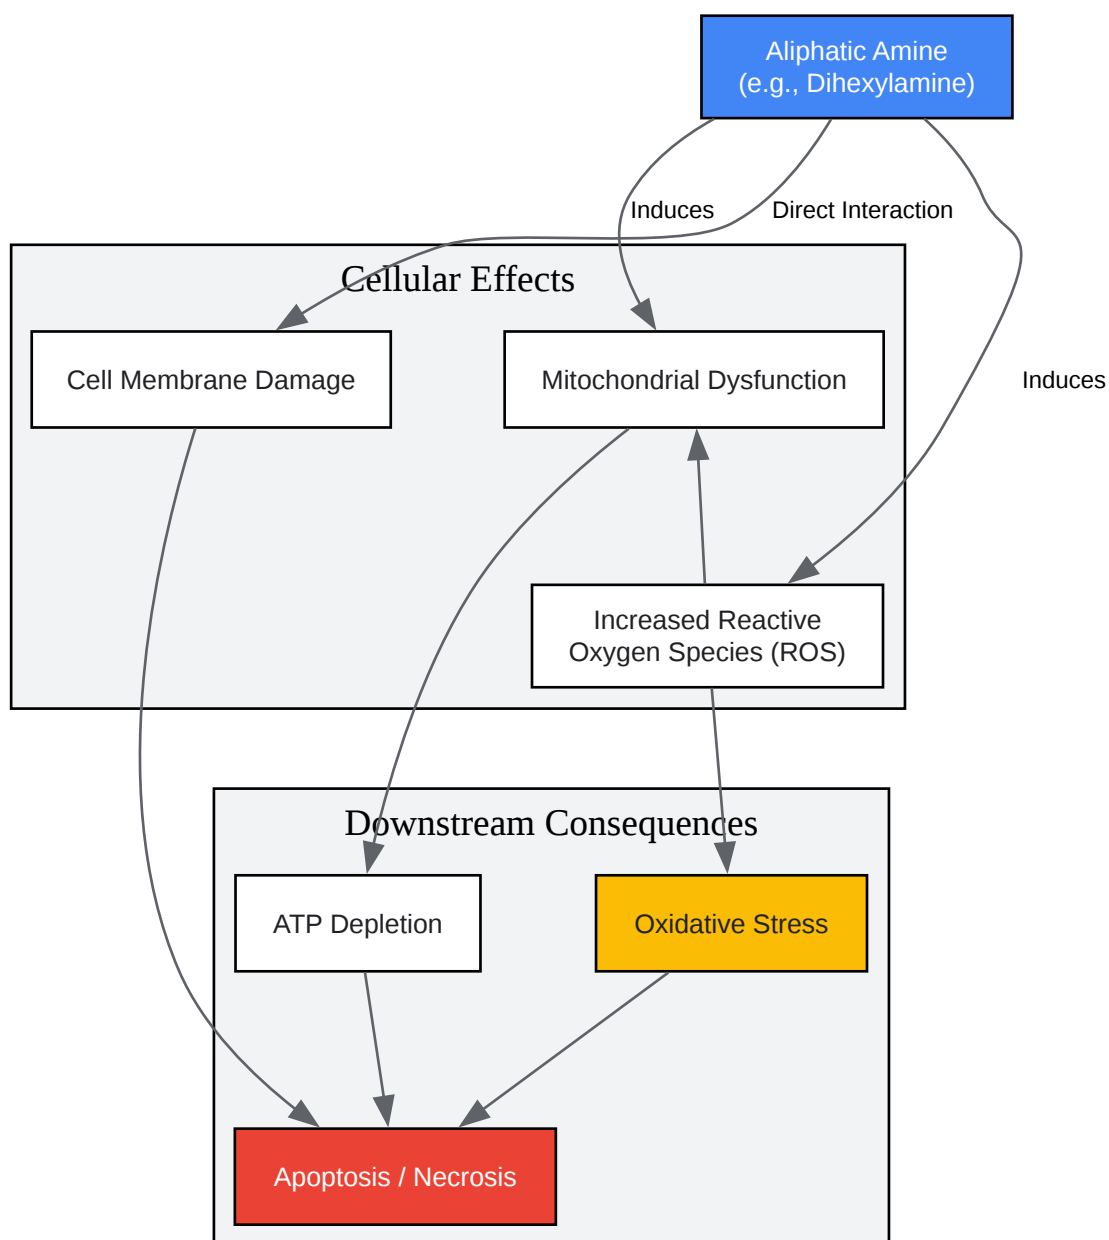 Aliphatic Amine
(e.g., Dihexylamine)
Induces
Direct Interaction
Cellular Effects
Cell Membrane Damage
Mitochondrial Dysfunction
Induces
Increased Reactive
Oxygen Species (ROS)
Downstream Consequences
ATP Depletion
Oxidative Stress
Apoptosis / Necrosis